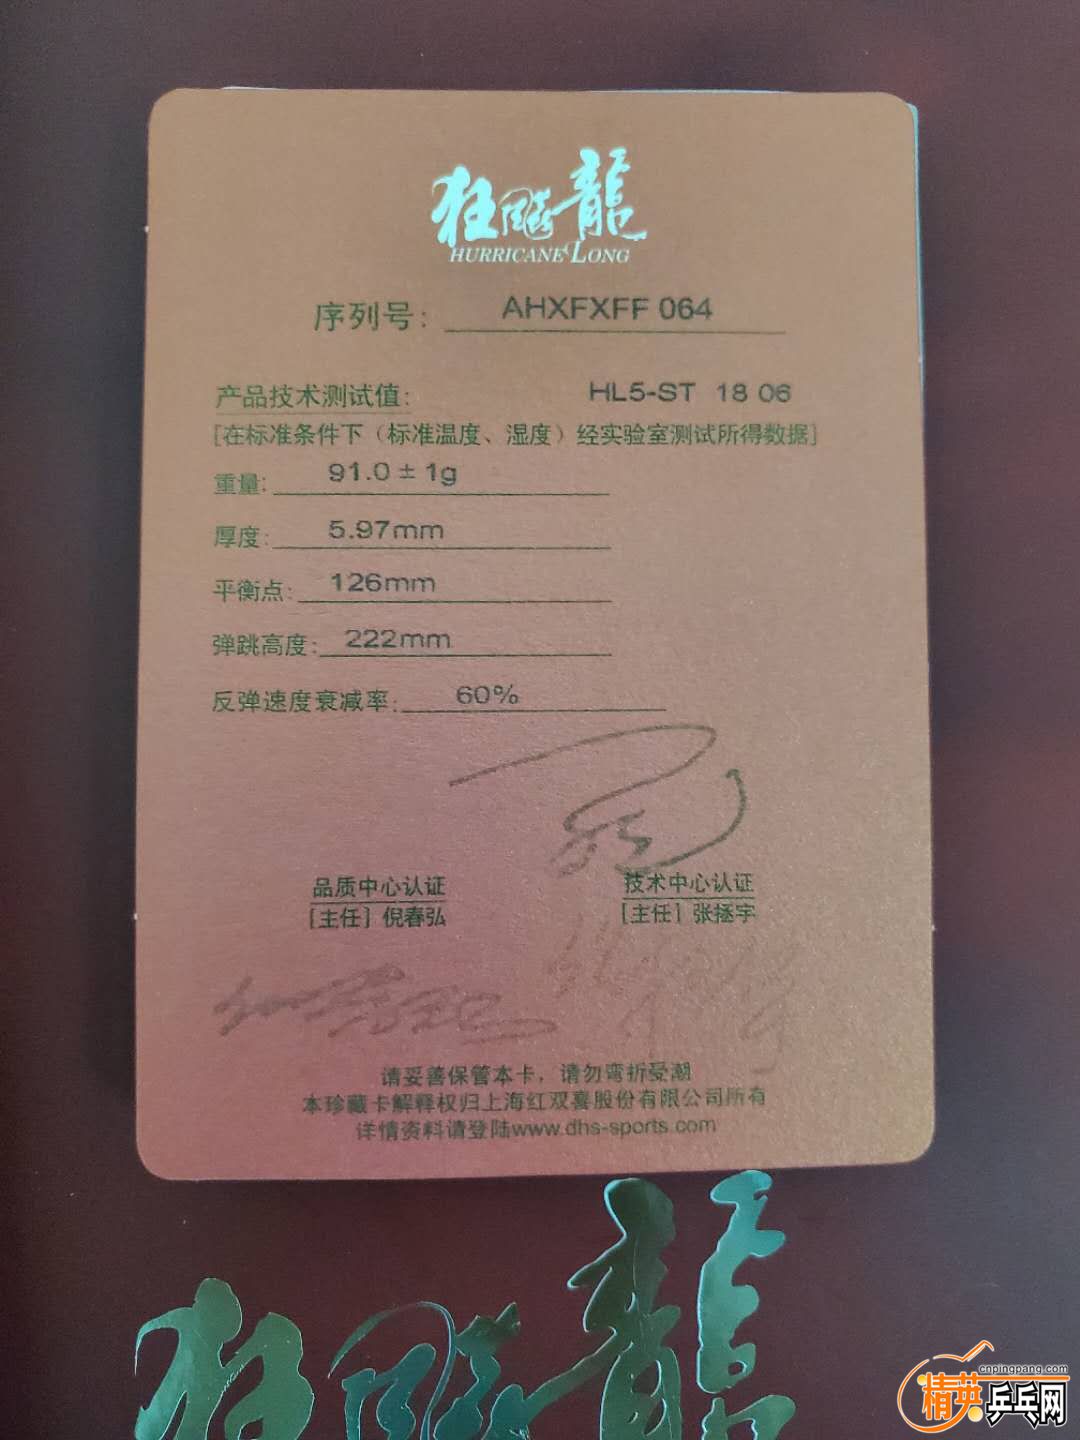 狂飚龍
HURRICANE LONG
序列号: AHXFXFF 064
产品技术测试值: HL5-ST 18 06
[在标准条件下（标准温度、湿度）经实验室测试所得数据]
重量: 91.0 ± 1g
厚度: 5.97mm
平衡点: 126mm
弹跳高度: 222mm
反弹速度衰减率: 60%
品质中心认证 技术中心认证
[主任] 倪春弘 [主任] 张拯宇
请妥善保管本卡，请勿弯折受潮
本珍藏卡解释权归上海红双喜股份有限公司所有
详情资料请登陆www.dhs-sports.com
狂飚龍
cnpingpang.com
精英乒乓网